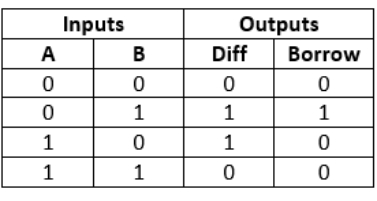 Inputs Outputs
A B Diff Borrow
0 0 0 0
0 1 1 1
1 0 1 0
1 1 0 0